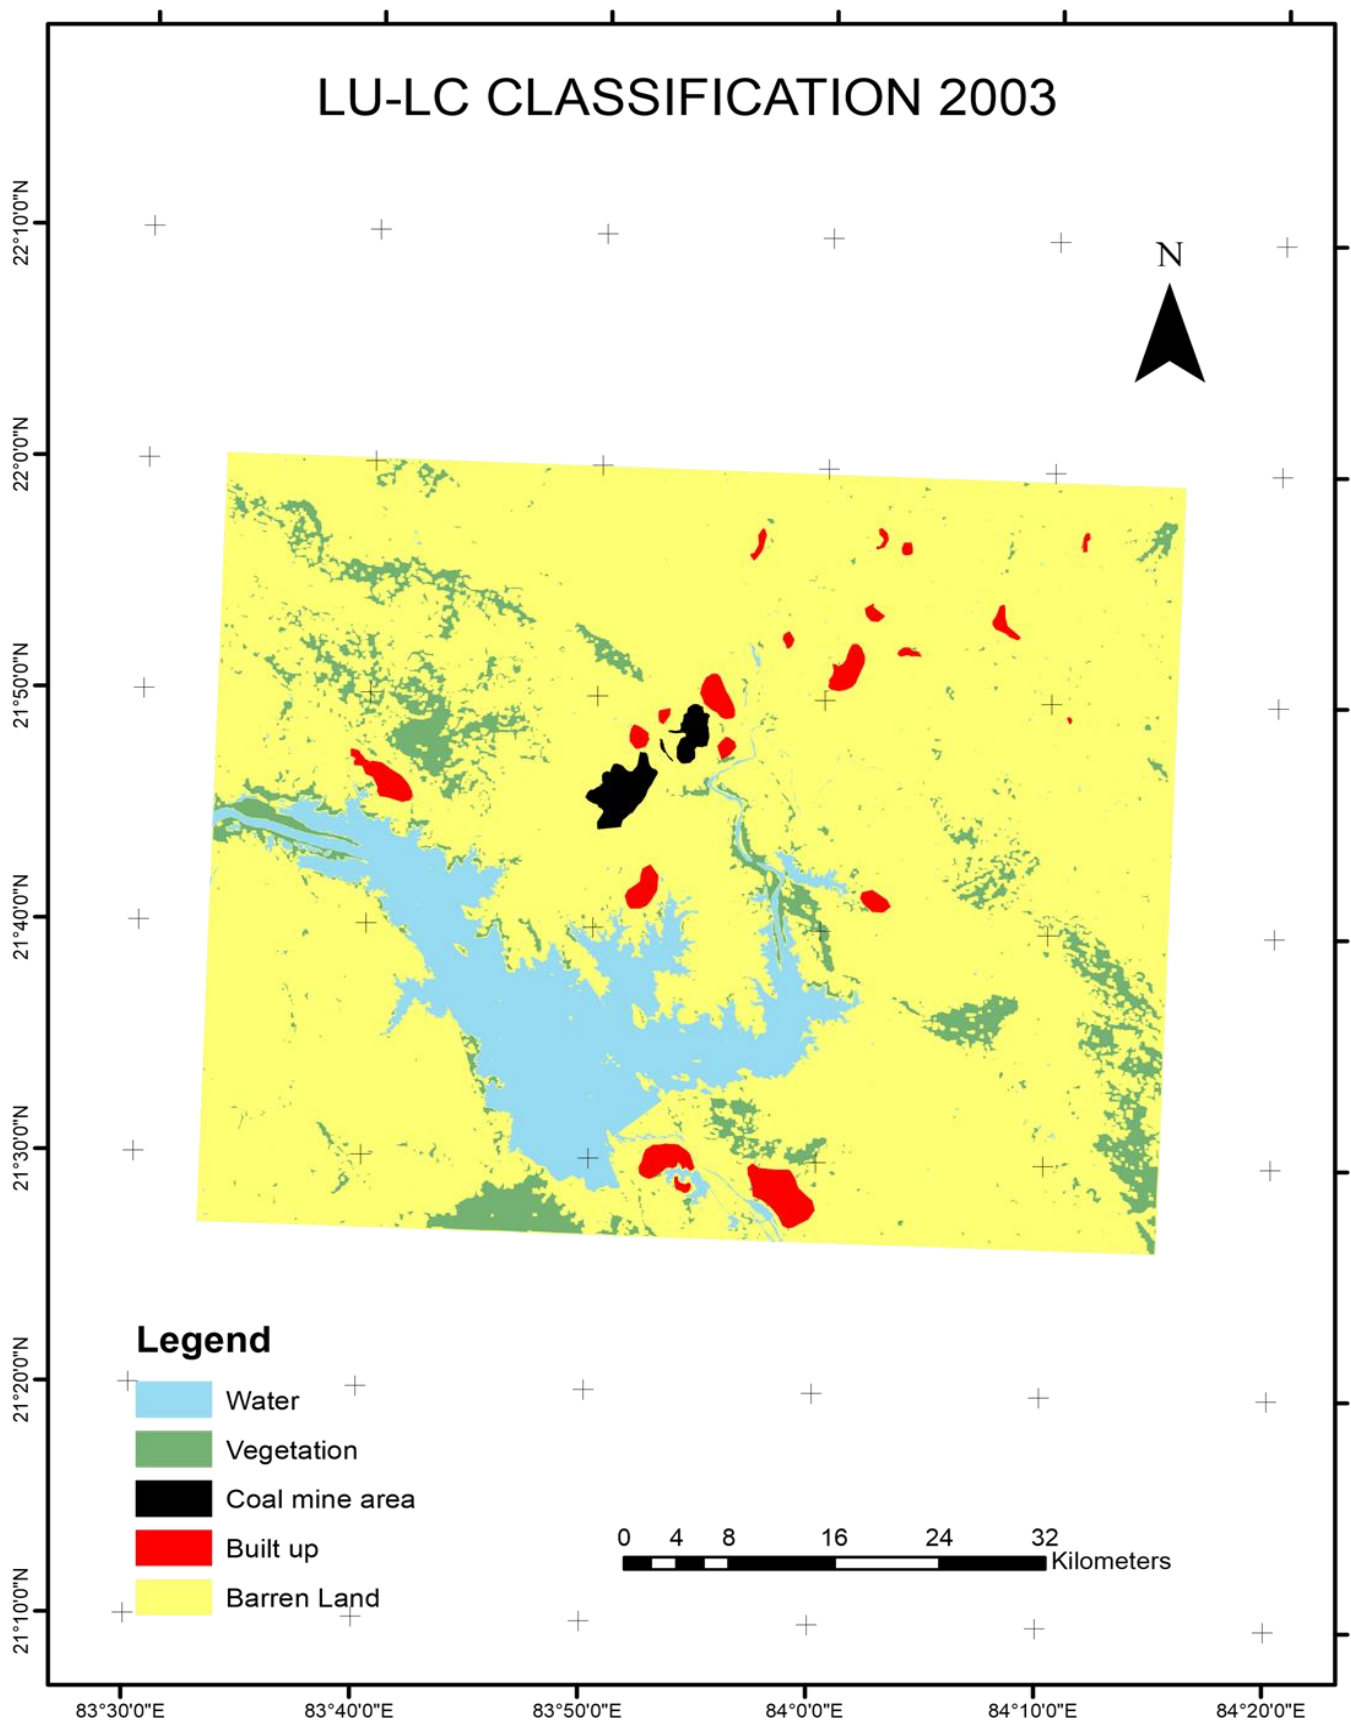 LU-LC CLASSIFICATION 2003
N
22°10'0"N
22°0'0"N
21°50'0"N
21°40'0"N
21°30'0"N
21°20'0"N
21°10'0"N
Legend
Water
Vegetation
Coal mine area
Built up
Barren Land
0 4 8 16 24 32
Kilometers
83°30'0"E 83°40'0"E 83°50'0"E 84°0'0"E 84°10'0"E 84°20'0"E